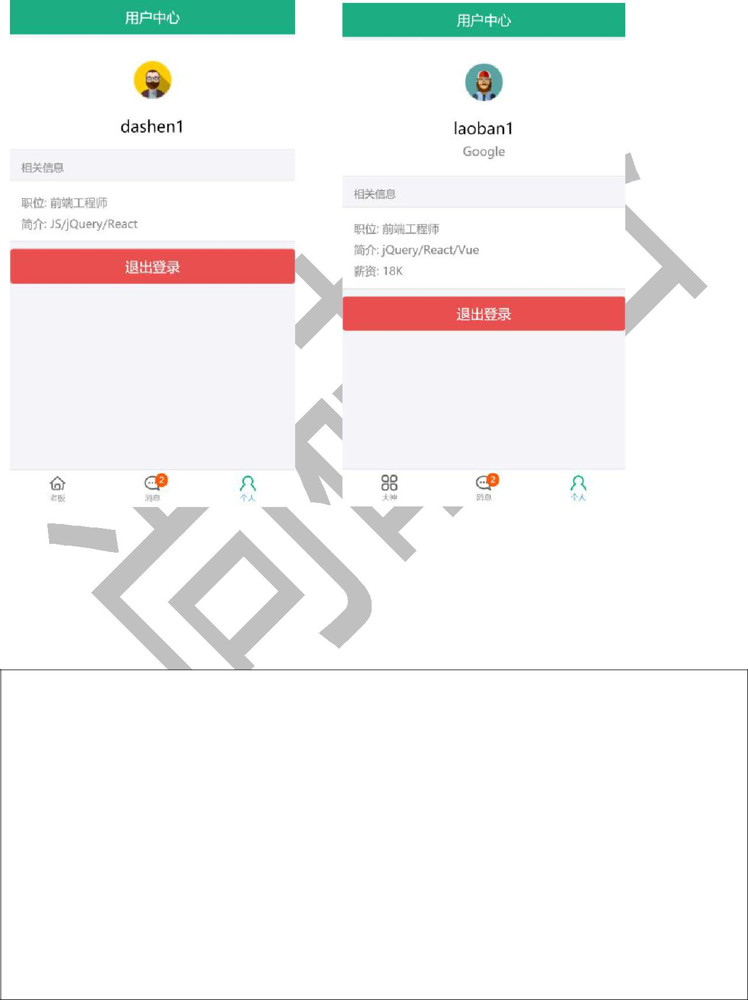 用户中心
dashen1
相关信息
职位: 前端工程师
简介: JS/jQuery/React
退出登录
老板
2
消息
个人
用户中心
laoban1
Google
相关信息
职位: 前端工程师
简介: jQuery/React/Vue
薪资: 18K
退出登录
大神
2
消息
个人